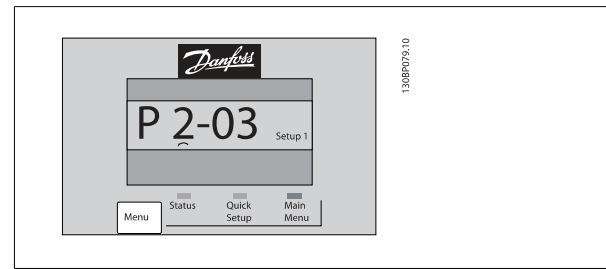 Danfoss
130BP079.10
P 2-03 Setup 1
Status Quick Setup Main Menu
Menu